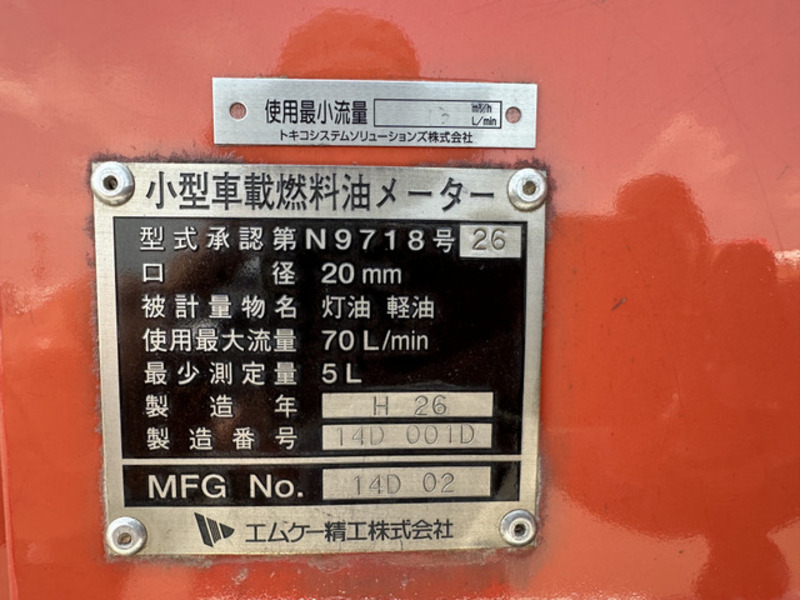 使用最小流量 m³/h
L/min
トキコシステムソリューションズ株式会社
小型車載燃料油メーター
型式承認第N9718号 26
口径 20mm
被計量物名 灯油 軽油
使用最大流量 70L/min
最少測定量 5L
製造年 H 26
製造番号 14D 001D
MFG No. 14D 02
エムケー精工株式会社